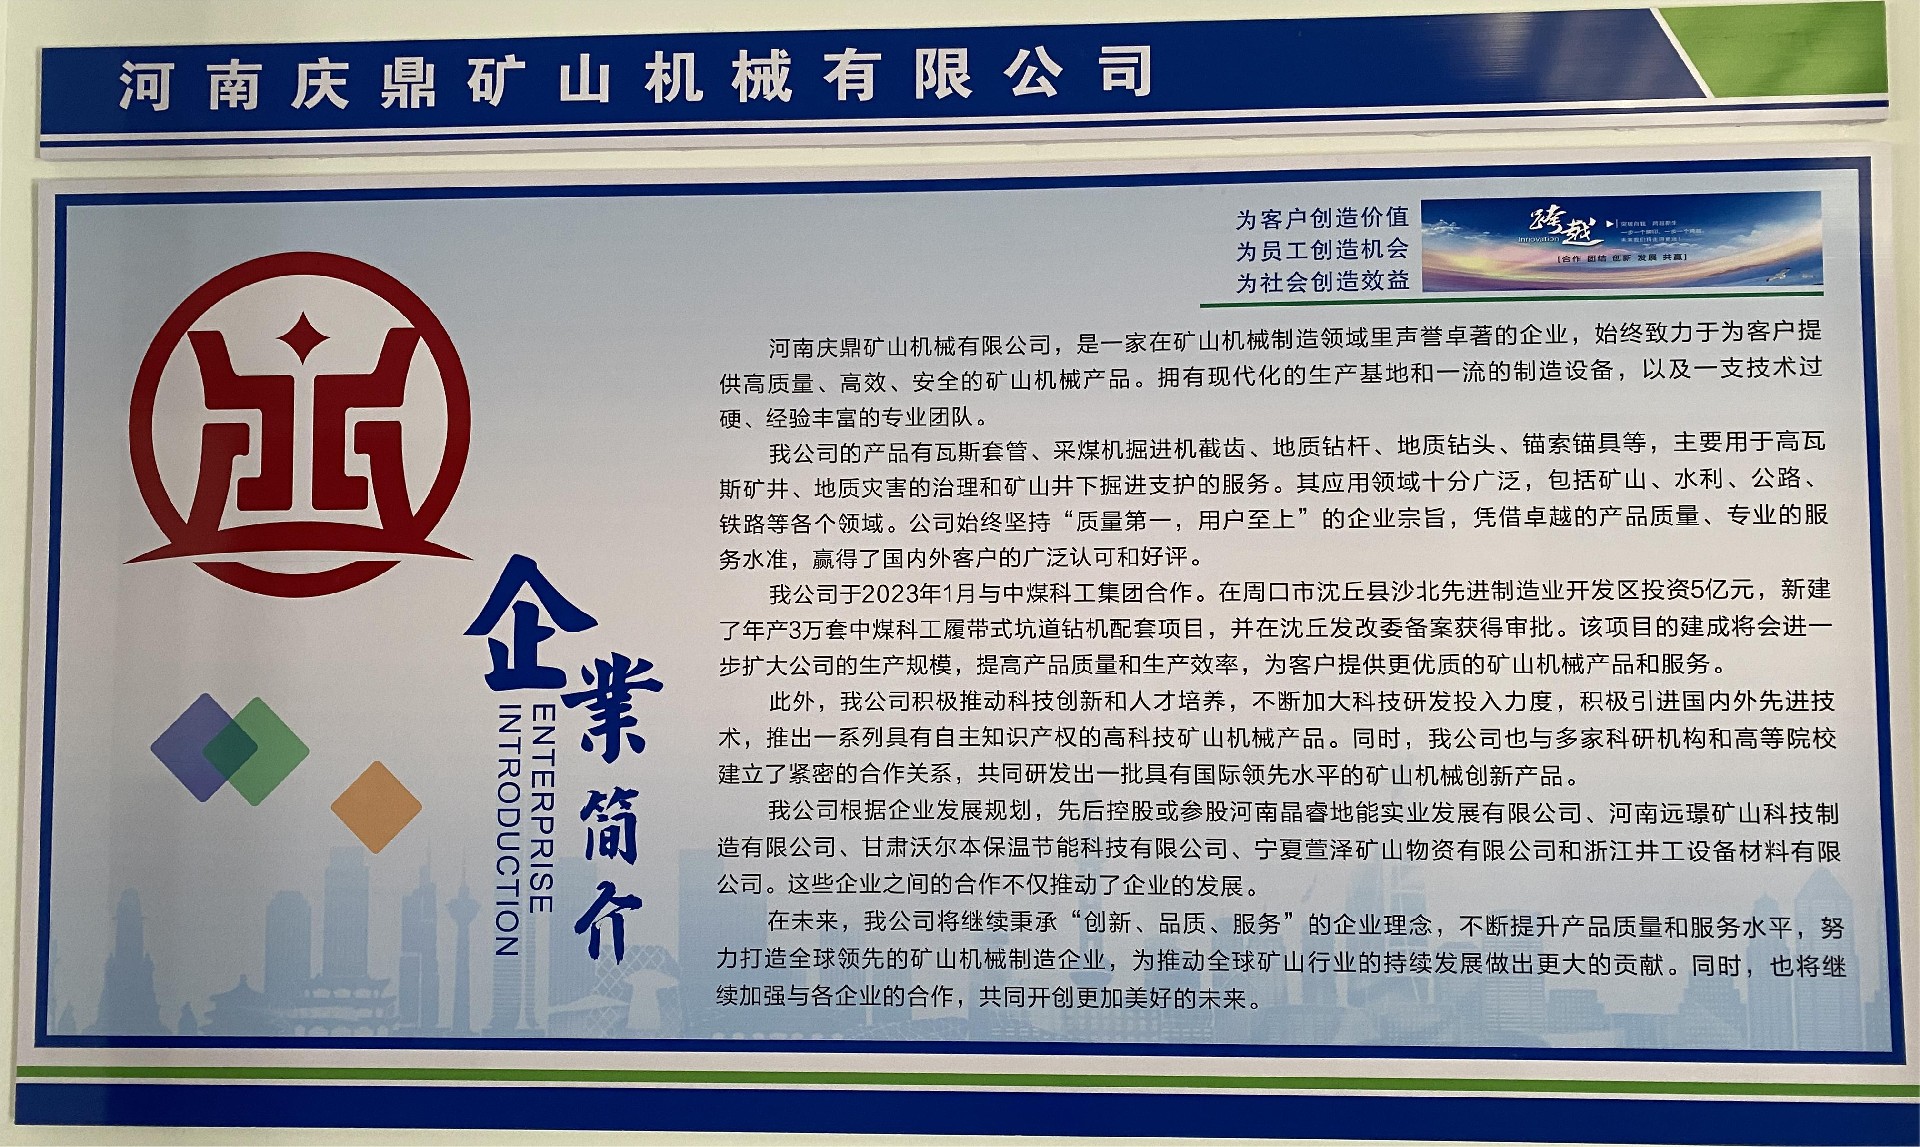 河南庆鼎矿山机械有限公司
为客户创造价值
为员工创造机会
为社会创造效益
跨越
Innovation
[合作 团结 创新 发展 共赢]
企業简介
ENTERPRISE
INTRODUCTION
河南庆鼎矿山机械有限公司，是一家在矿山机械制造领域里声誉卓著的企业，始终致力于为客户提
供高质量、高效、安全的矿山机械产品。拥有现代化的生产基地和一流的制造设备，以及一支技术过
硬、经验丰富的专业团队。
我公司的产品有瓦斯套管、采煤机掘进机截齿、地质钻杆、地质钻头、锚索锚具等，主要用于高瓦
斯矿井、地质灾害的治理和矿山井下掘进支护的服务。其应用领域十分广泛，包括矿山、水利、公路、
铁路等各个领域。公司始终坚持“质量第一，用户至上”的企业宗旨，凭借卓越的产品质量、专业的服
务水准，赢得了国内外客户的广泛认可和好评。
我公司于2023年1月与中煤科工集团合作。在周口市沈丘县沙北先进制造业开发区投资5亿元，新建
了年产3万套中煤科工履带式坑道钻机配套项目，并在沈丘发改委备案获得审批。该项目的建成将会进一
步扩大公司的生产规模，提高产品质量和生产效率，为客户提供更优质的矿山机械产品和服务。
此外，我公司积极推动科技创新和人才培养，不断加大科技研发投入力度，积极引进国内外先进技
术，推出一系列具有自主知识产权的高科技矿山机械产品。同时，我公司也与多家科研机构和高等院校
建立了紧密的合作关系，共同研发出一批具有国际领先水平的矿山机械创新产品。
我公司根据企业发展规划，先后控股或参股河南晶睿地能实业发展有限公司、河南远璟矿山科技制
造有限公司、甘肃沃尔本保温节能科技有限公司、宁夏萱泽矿山物资有限公司和浙江井工设备材料有限
公司。这些企业之间的合作不仅推动了企业的发展。
在未来，我公司将继续秉承“创新、品质、服务”的企业理念，不断提升产品质量和服务水平，努
力打造全球领先的矿山机械制造企业，为推动全球矿山行业的持续发展做出更大的贡献。同时，也将继
续加强与各企业的合作，共同开创更加美好的未来。